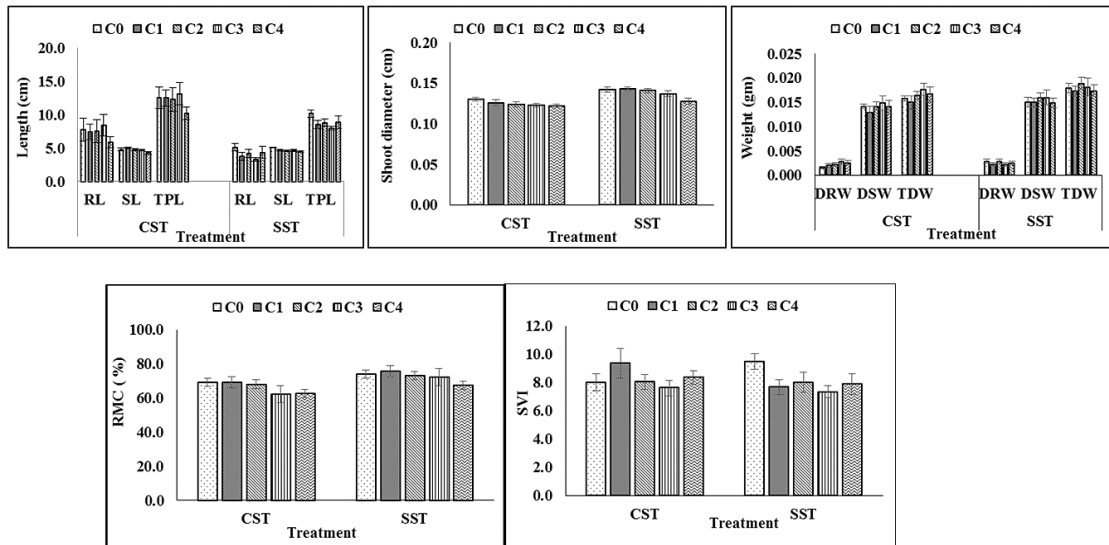 C0 C1 C2 C3 C4
20.0
15.0
10.0
5.0
0.0
Length (cm)
RL SL TPL RL SL TPL
CST SST
Treatment
C0 C1 C2 C3 C4
0.20
0.15
0.10
0.05
0.00
Shoot diameter (cm)
CST SST
Treatment
C0 C1 C2 C3 C4
0.025
0.020
0.015
0.010
0.005
0.000
Weight (gm)
DRW DSW TDW DRW DSW TDW
CST SST
Treatment
C0 C1 C2 C3 C4
100.0
80.0
60.0
40.0
20.0
0.0
RMC ( %)
CST SST
Treatment
C0 C1 C2 C3 C4
12.0
10.0
8.0
6.0
4.0
2.0
0.0
SVI
CST SST
Treatment